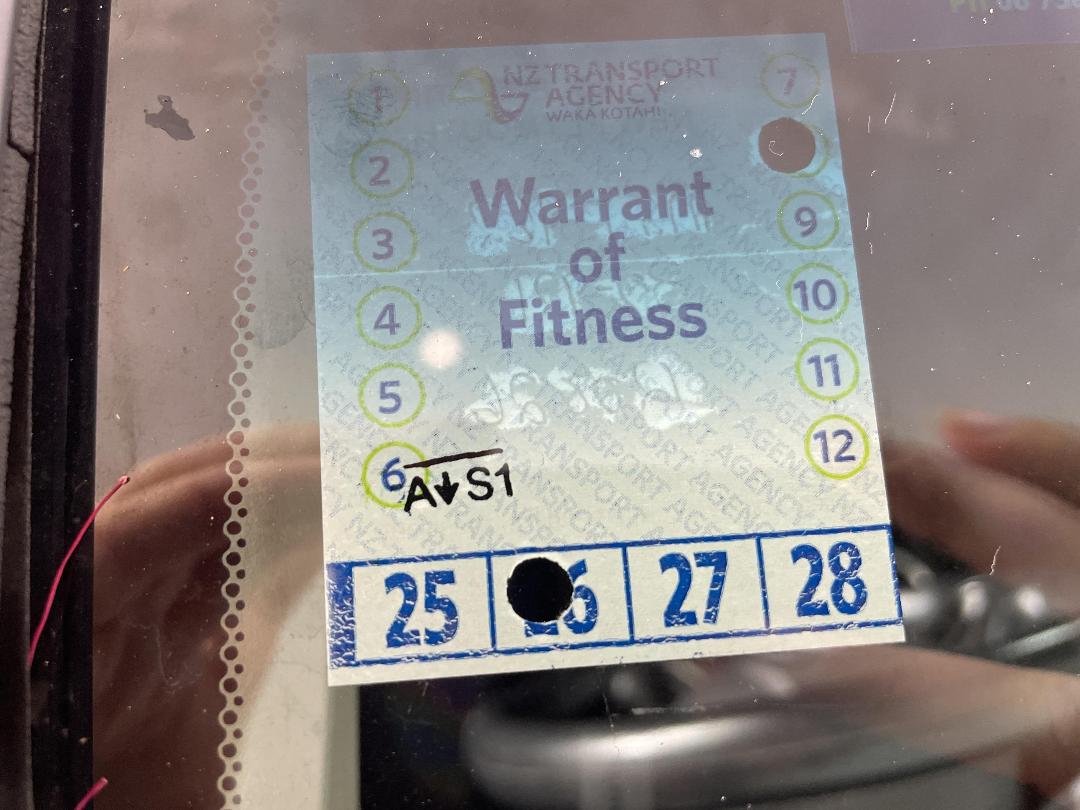 NZ TRANSPORT
AGENCY
WAKA KOTAHI
Warrant
of
Fitness
1
2
3
4
5
6
7
9
10
11
12
A↓S1
25
6
27
28